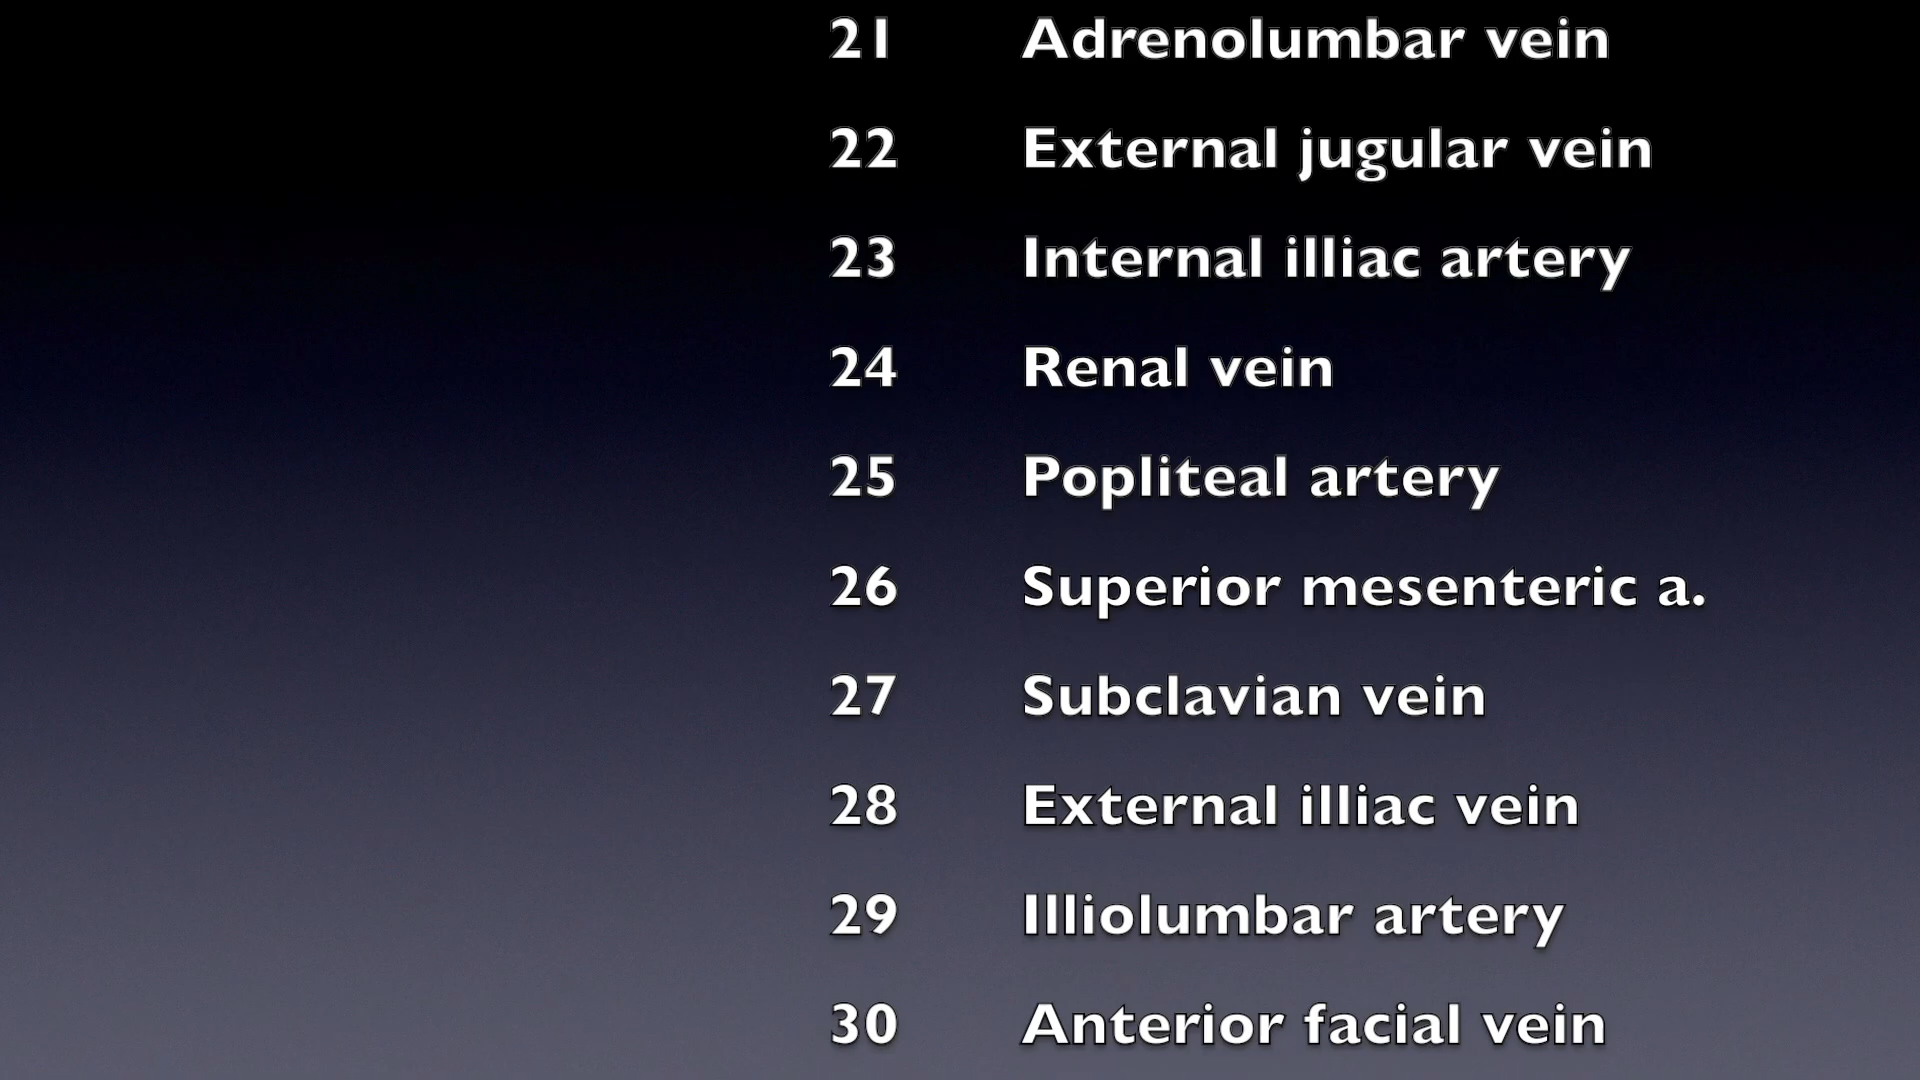 21 Adrenolumbar vein
22 External jugular vein
23 Internal illiac artery
24 Renal vein
25 Popliteal artery
26 Superior mesenteric a.
27 Subclavian vein
28 External illiac vein
29 Illiolumbar artery
30 Anterior facial vein